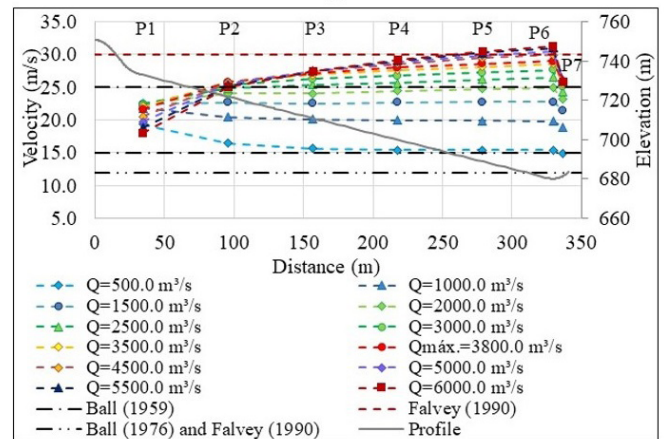 P1 P2 P3 P4 P5 P6
P7
Velocity (m/s)
35.0
30.0
25.0
20.0
15.0
10.0
5.0
760
740
720
700
680
660
Elevation (m)
0 50 100 150 200 250 300 350
Distance (m)
Q=500.0 m³/s Q=1000.0 m³/s
Q=1500.0 m³/s Q=2000.0 m³/s
Q=2500.0 m³/s Q=3000.0 m³/s
Q=3500.0 m³/s Qmáx.=3800.0 m³/s
Q=4500.0 m³/s Q=5000.0 m³/s
Q=5500.0 m³/s Q=6000.0 m³/s
Ball (1959) Falvey (1990)
Ball (1976) and Falvey (1990) Profile